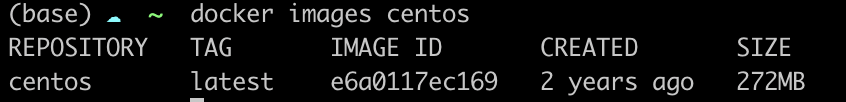 (base) ☁ ~ docker images centos
REPOSITORY TAG IMAGE ID CREATED SIZE
centos latest e6a0117ec169 2 years ago 272MB